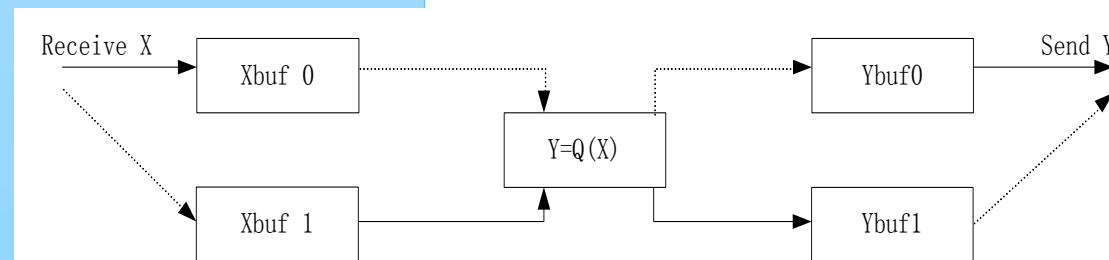 Receive X
Xbuf 0
Ybuf0
Send Y
Y=Q(X)
Xbuf 1
Ybuf1